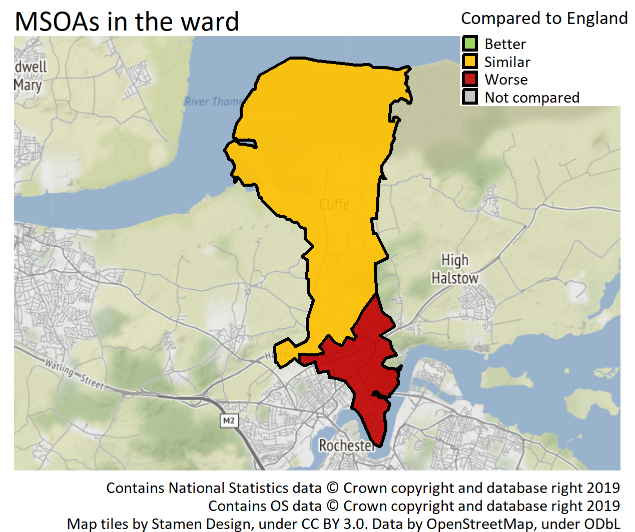 MSOAs in the ward
Compared to England
Better
Similar
Worse
Not compared
dwell
Mary
River Tham
Cliffe
High
Halstow
Watling-Street
M2
Rochester
Contains National Statistics data © Crown copyright and database right 2019
Contains OS data © Crown copyright and database right 2019
Map tiles by Stamen Design, under CC BY 3.0. Data by OpenStreetMap, under ODbL